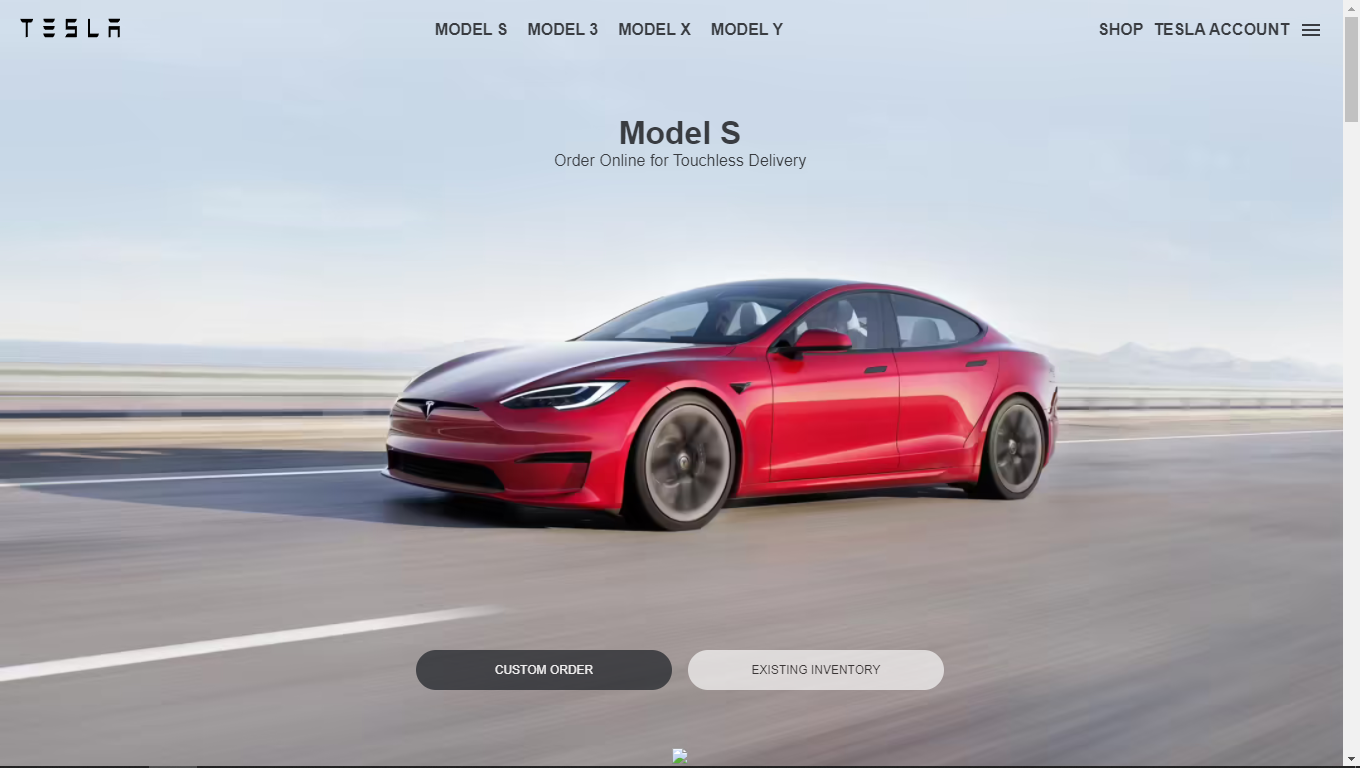 TESLA
MODEL S MODEL 3 MODEL X MODEL Y
SHOP TESLA ACCOUNT
Model S
Order Online for Touchless Delivery
CUSTOM ORDER
EXISTING INVENTORY